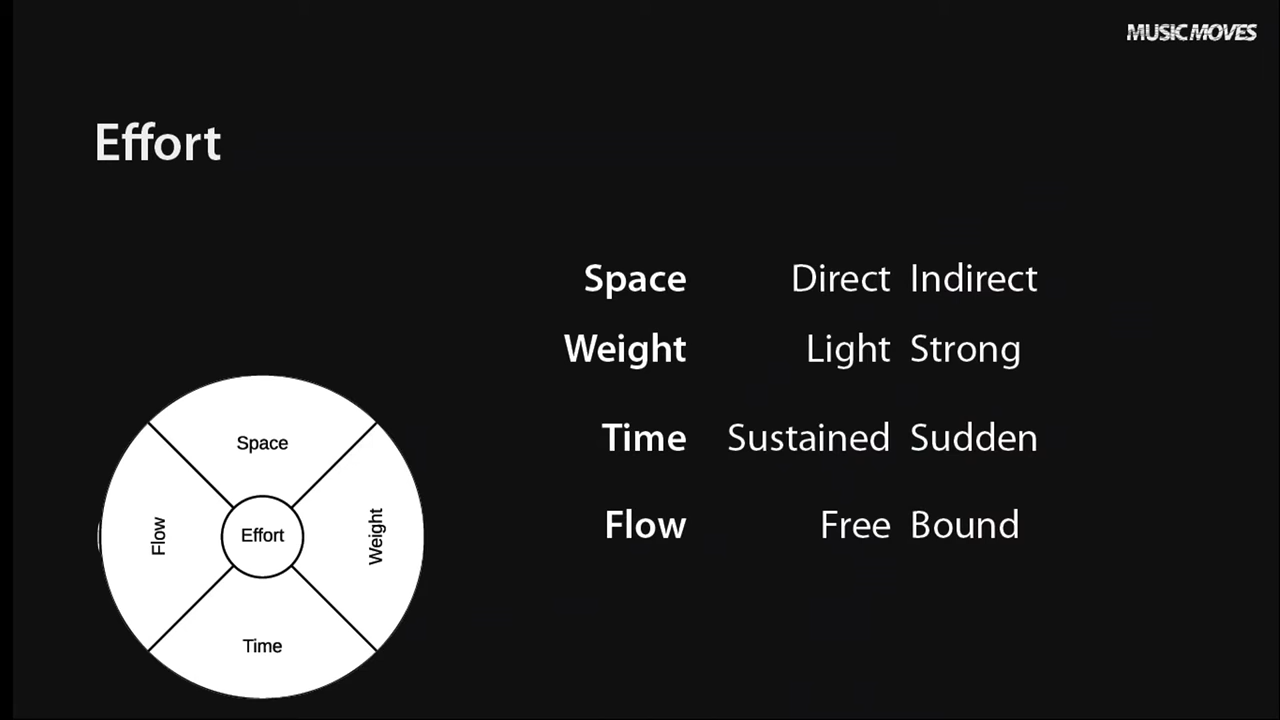 MUSIC MOVES
Effort
Space Direct Indirect
Weight Light Strong
Time Sustained Sudden
Flow Free Bound
Space
Flow
Effort
Weight
Time